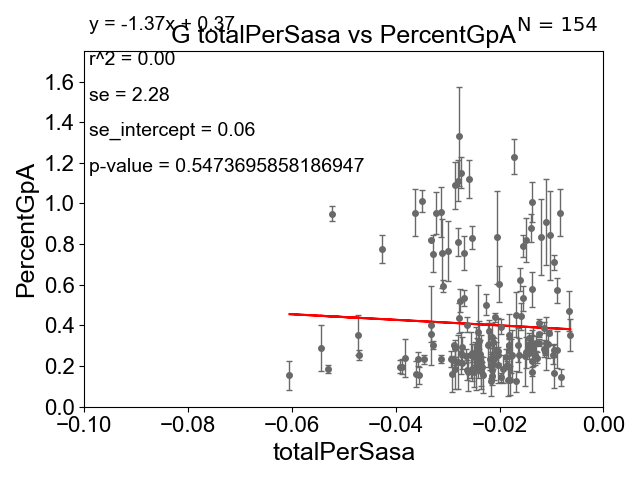 y = -1.37x + 0.37
N = 154
G totalPerSasa vs PercentGpA
r^2 = 0.00
se = 2.28
se_intercept = 0.06
p-value = 0.5473695858186947
PercentGpA
1.6
1.4
1.2
1.0
0.8
0.6
0.4
0.2
0.0
−0.10 −0.08 −0.06 −0.04 −0.02 0.00
totalPerSasa